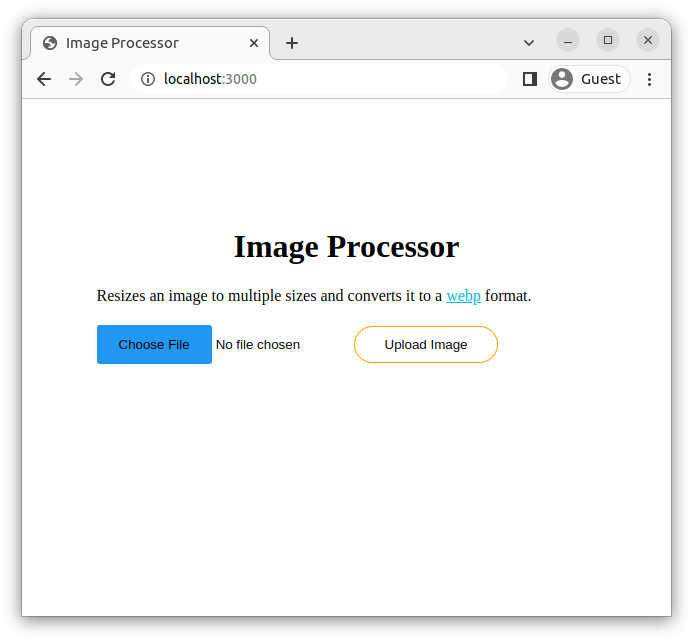 Image Processor
localhost:3000
Guest
Image Processor
Resizes an image to multiple sizes and converts it to a webp format.
Choose File No file chosen Upload Image